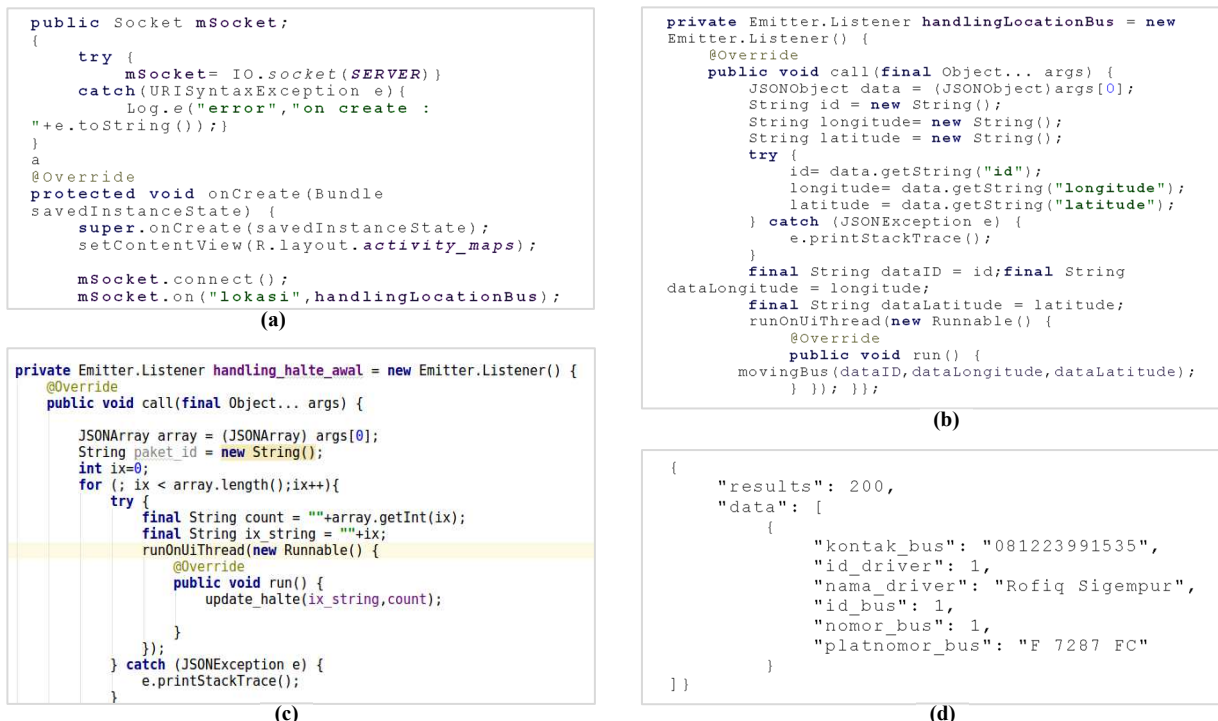 public Socket mSocket;
{
try {
mSocket= IO.socket(SERVER)}
catch(URISyntaxException e){
Log.e("error","on create :
"+e.toString());}
}
a
@Override
protected void onCreate(Bundle
savedInstanceState) {
super.onCreate(savedInstanceState);
setContentView(R.layout.activity_maps);
mSocket.connect();
mSocket.on("lokasi",handlingLocationBus);
(a)
private Emitter.Listener handlingLocationBus = new
Emitter.Listener() {
@Override
public void call(final Object... args) {
JSONObject data = (JSONObject)args[0];
String id = new String();
String longitude= new String();
String latitude = new String();
try {
id= data.getString("id");
longitude= data.getString("longitude");
latitude = data.getString("latitude");
} catch (JSONException e) {
e.printStackTrace();
}
final String dataID = id;final String
dataLongitude = longitude;
final String dataLatitude = latitude;
runOnUiThread(new Runnable() {
@Override
public void run() {
movingBus(dataID,dataLongitude,dataLatitude);
} }); }};
(b)
private Emitter.Listener handling_halte_awal = new Emitter.Listener() {
@Override
public void call(final Object... args) {
JSONArray array = (JSONArray) args[0];
String paket_id = new String();
int ix=0;
for (; ix < array.length();ix++){
try {
final String count = ""+array.getInt(ix);
final String ix_string = ""+ix;
runOnUiThread(new Runnable() {
@Override
public void run() {
update_halte(ix_string,count);
}
});
} catch (JSONException e) {
e.printStackTrace();
}
(c)
{
"results": 200,
"data": [
{
"kontak_bus": "081223991535",
"id_driver": 1,
"nama_driver": "Rofiq Sigempur",
"id_bus": 1,
"nomor_bus": 1,
"platnomor_bus": "F 7287 FC"
}
]}
(d)